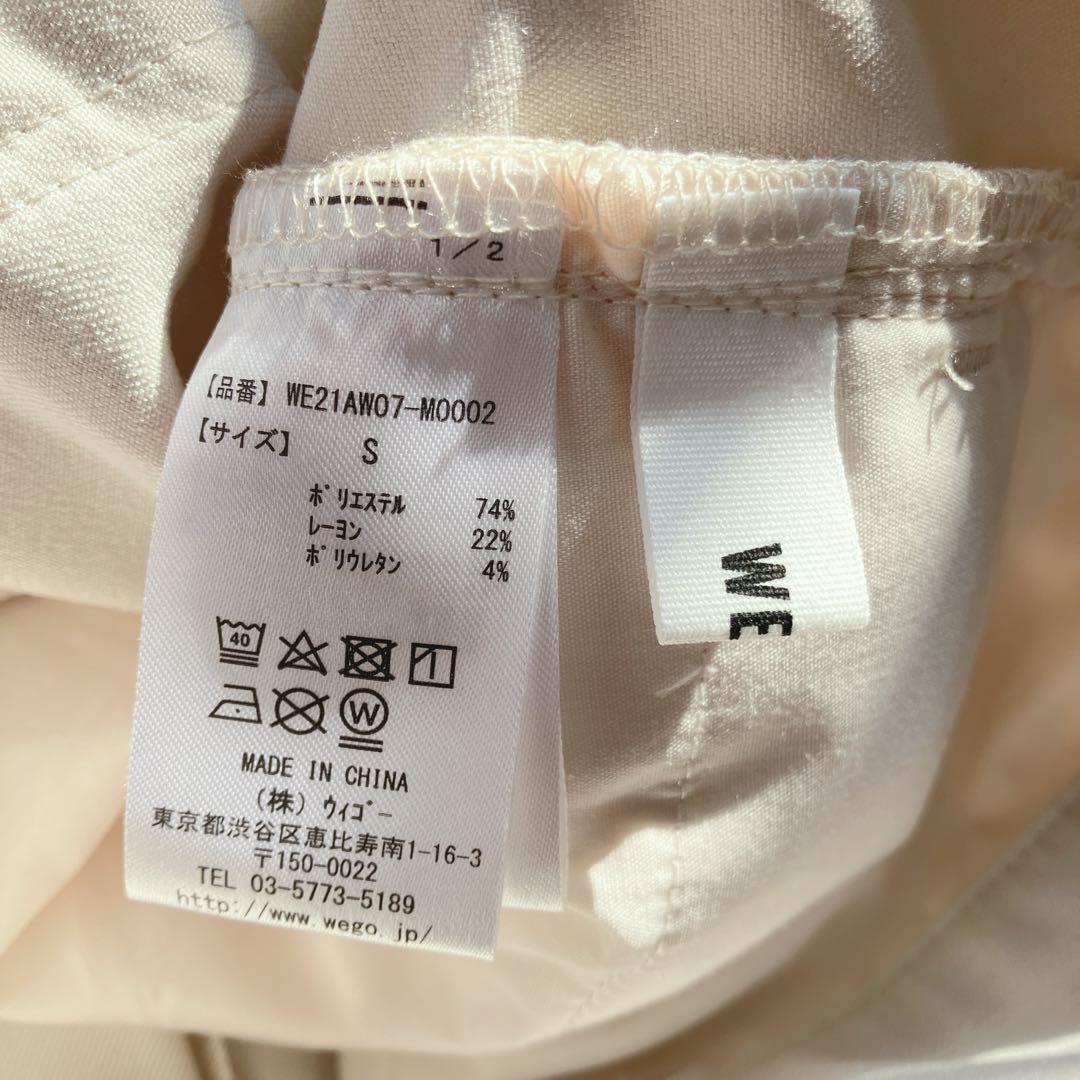 1/2
【品番】 WE21AW07-M0002
【サイズ】 S
ポリエステル 74%
レーヨン 22%
ポリウレタン 4%
40
W
MADE IN CHINA
(株) ウィゴー
東京都渋谷区恵比寿南1-16-3
〒150-0022
TEL 03-5773-5189
http://www.wego.jp/
WE